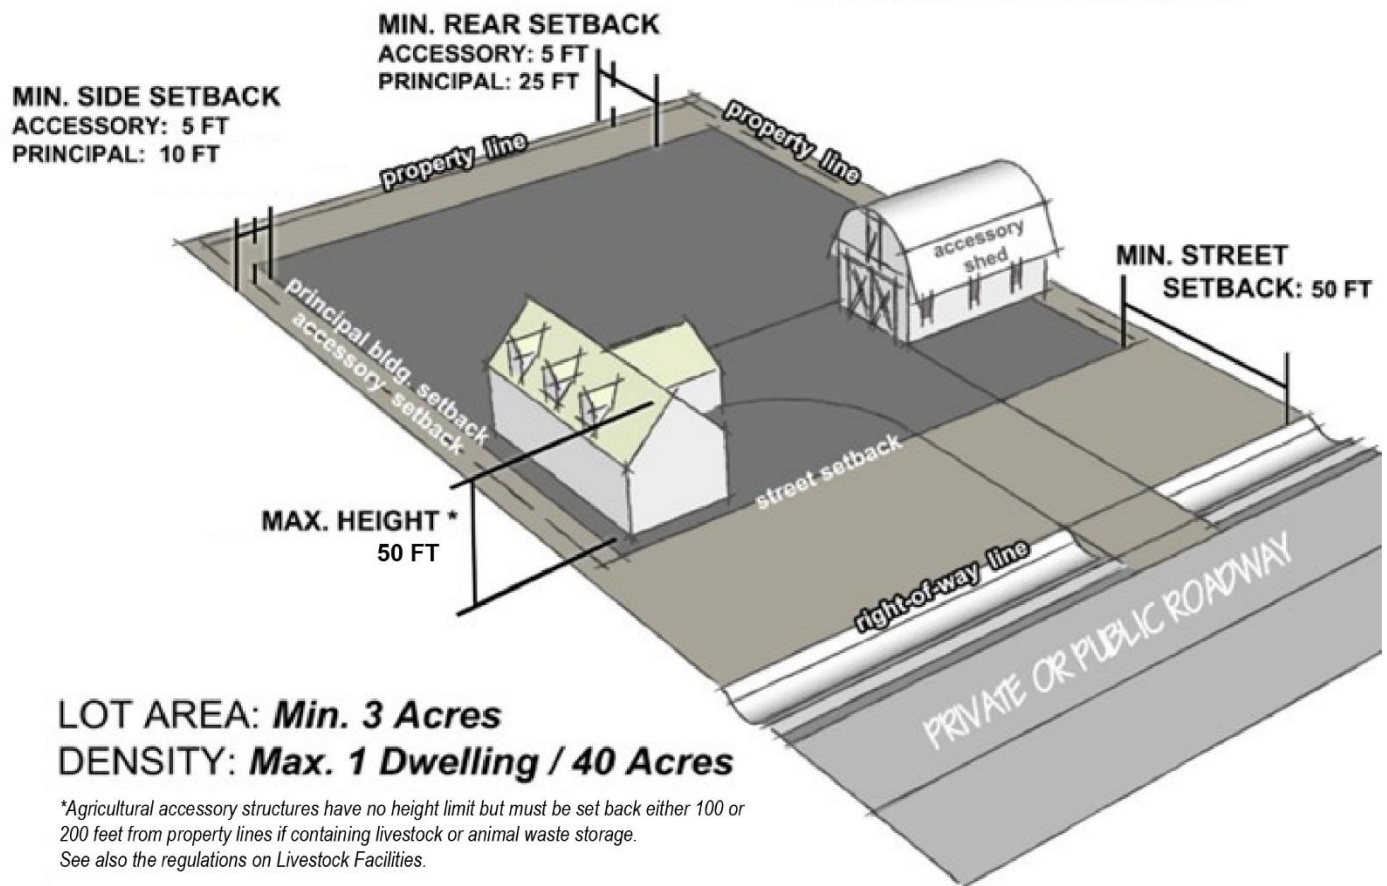 MIN. REAR SETBACK
ACCESSORY: 5 FT
PRINCIPAL: 25 FT
MIN. SIDE SETBACK
ACCESSORY: 5 FT
PRINCIPAL: 10 FT
property line
property line
accessory
shed
MIN. STREET
SETBACK: 50 FT
principal bldg. setback
accessory setback
street setback
MAX. HEIGHT *
50 FT
right-of-way line
PRIVATE OR PUBLIC ROADWAY
LOT AREA: Min. 3 Acres
DENSITY: Max. 1 Dwelling / 40 Acres
*Agricultural accessory structures have no height limit but must be set back either 100 or
200 feet from property lines if containing livestock or animal waste storage.
See also the regulations on Livestock Facilities.